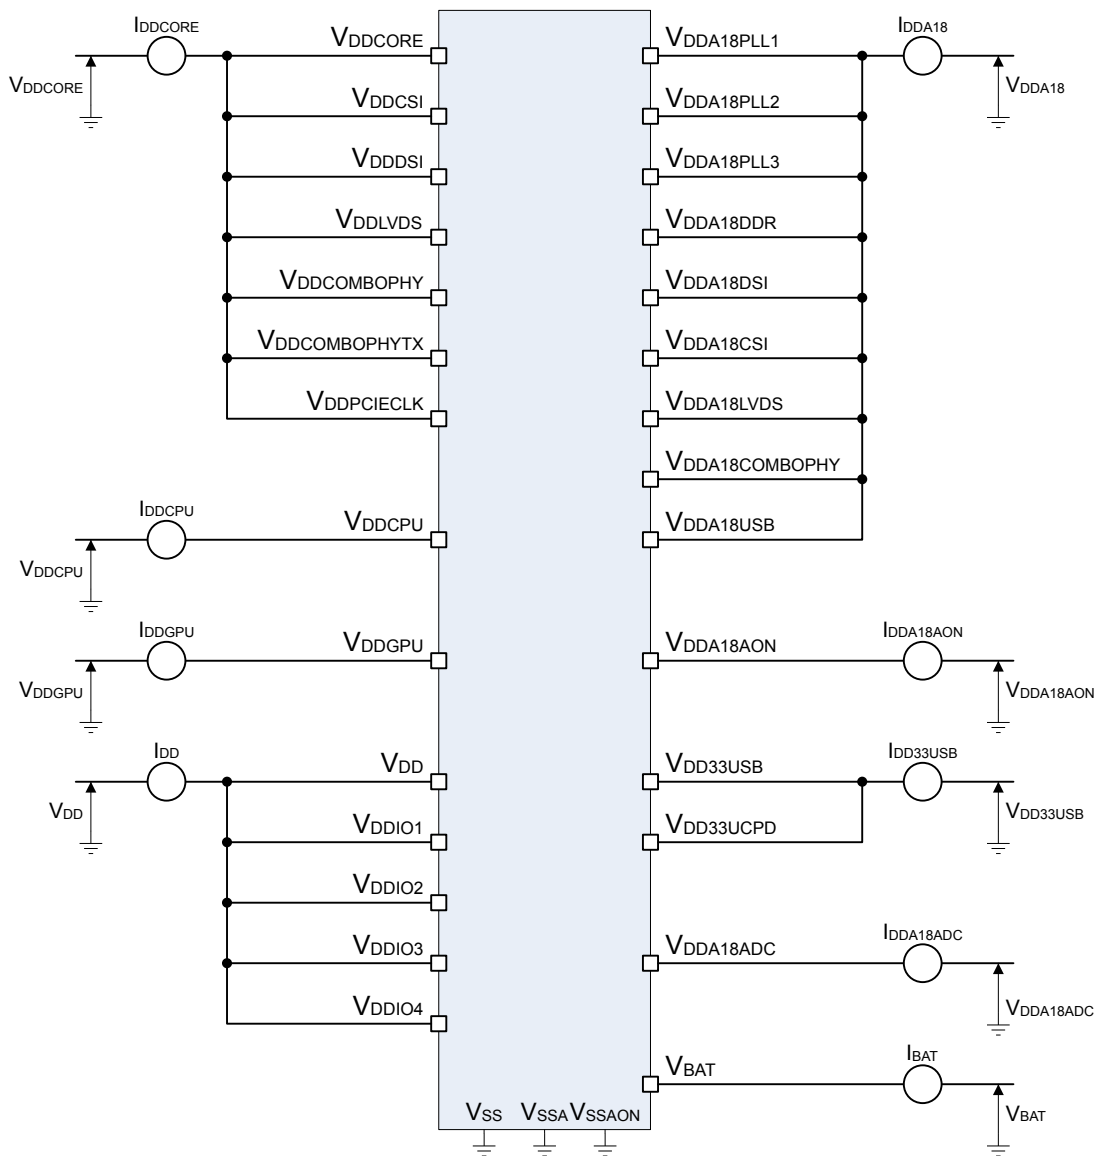 IDDCORE
VDDCORE
VDDCORE
VDDCSI
VDDDSI
VDDLVDS
VDDCOMBOPHY
VDDCOMBOPHYTX
VDDPCIECLK
IDDCPU
VDDCPU
VDDCPU
IDDGPU
VDDGPU
VDDGPU
IDD
VDD
VDD
VDDIO1
VDDIO2
VDDIO3
VDDIO4
VDDA18PLL1
IDDA18
VDDA18
VDDA18PLL2
VDDA18PLL3
VDDA18DDR
VDDA18DSI
VDDA18CSI
VDDA18LVDS
VDDA18COMBOPHY
VDDA18USB
VDDA18AON
IDDA18AON
VDDA18AON
VDD33USB
IDD33USB
VDD33USB
VDD33UCPD
VDDA18ADC
IDDA18ADC
VDDA18ADC
VBAT
IBAT
VBAT
VSS VSSA VSSAON